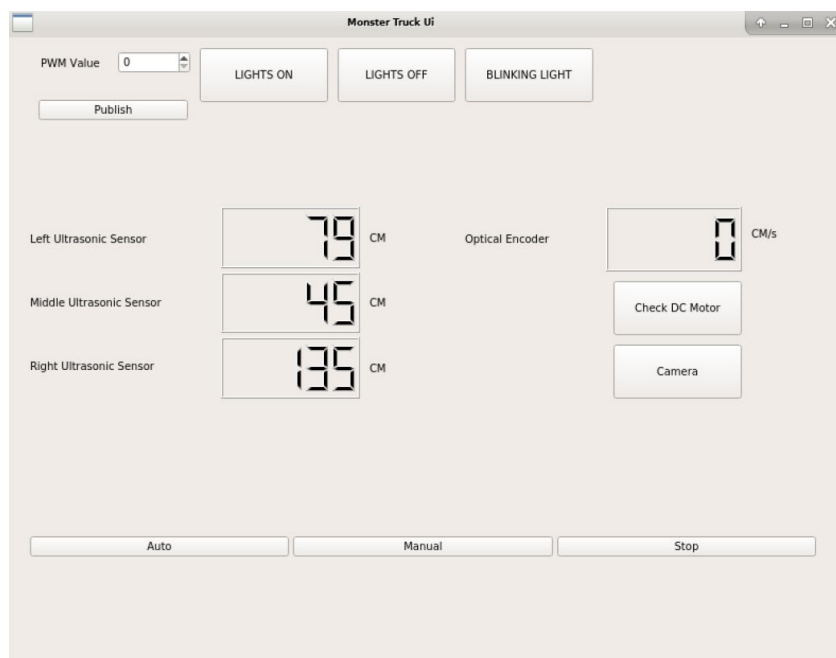 Monster Truck Ui
PWM Value 0
LIGHTS ON
LIGHTS OFF
BLINKING LIGHT
Publish
Left Ultrasonic Sensor 79 CM
Optical Encoder 0 CM/s
Middle Ultrasonic Sensor 45 CM
Check DC Motor
Right Ultrasonic Sensor 135 CM
Camera
Auto
Manual
Stop